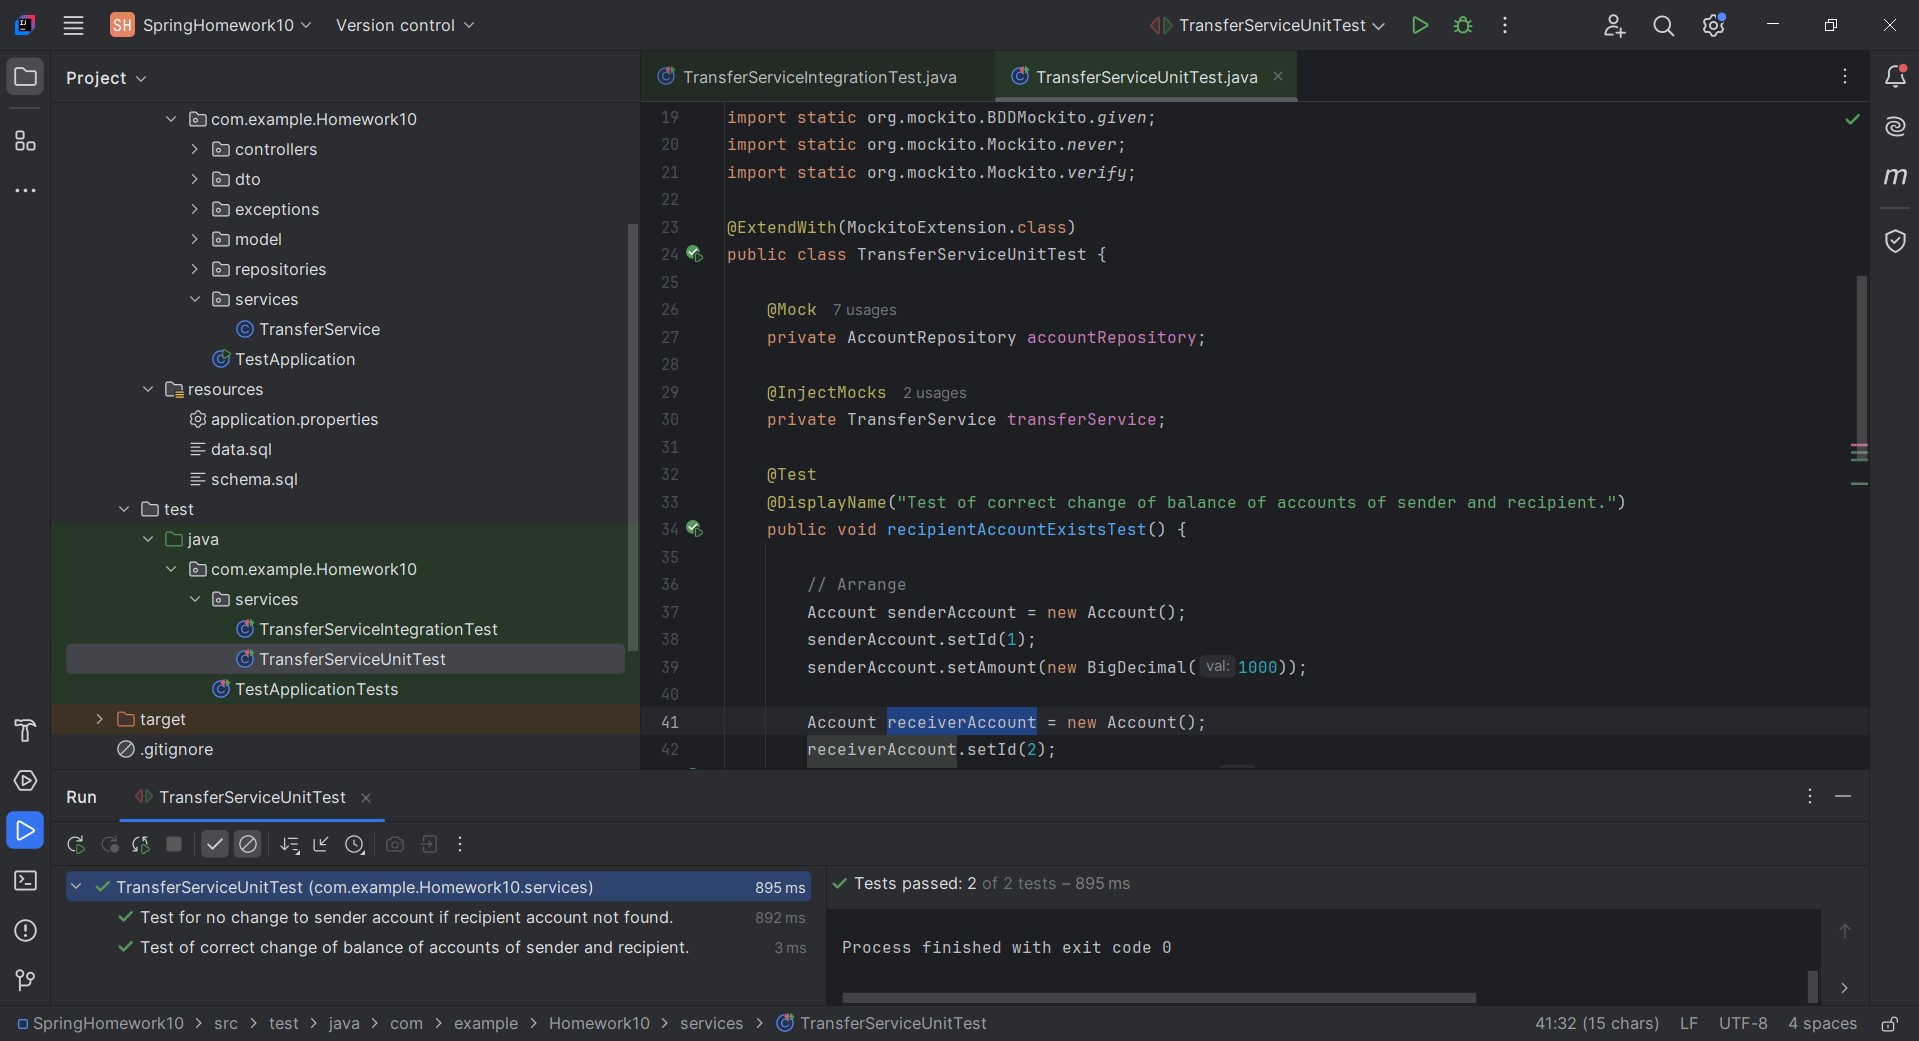 SH SpringHomework10 Version control TransferServiceUnitTest
Project
com.example.Homework10
controllers
dto
exceptions
model
repositories
services
TransferService
TestApplication
resources
application.properties
data.sql
schema.sql
test
java
com.example.Homework10
services
TransferServiceIntegrationTest
TransferServiceUnitTest
TestApplicationTests
target
.gitignore
TransferServiceIntegrationTest.java TransferServiceUnitTest.java
19 import static org.mockito.BDDMockito.given;
20 import static org.mockito.Mockito.never;
21 import static org.mockito.Mockito.verify;
22
23 @ExtendWith(MockitoExtension.class)
24 public class TransferServiceUnitTest {
25
26 @Mock 7 usages
27 private AccountRepository accountRepository;
28
29 @InjectMocks 2 usages
30 private TransferService transferService;
31
32 @Test
33 @DisplayName("Test of correct change of balance of accounts of sender and recipient.")
34 public void recipientAccountExistsTest() {
35
36 // Arrange
37 Account senderAccount = new Account();
38 senderAccount.setId(1);
39 senderAccount.setAmount(new BigDecimal( val: 1000));
40
41 Account receiverAccount = new Account();
42 receiverAccount.setId(2);
m
Run TransferServiceUnitTest
TransferServiceUnitTest (com.example.Homework10.services) 895 ms
Test for no change to sender account if recipient account not found. 892 ms
Test of correct change of balance of accounts of sender and recipient. 3 ms
Tests passed: 2 of 2 tests – 895 ms
Process finished with exit code 0
SpringHomework10 > src > test > java > com > example > Homework10 > services > TransferServiceUnitTest 41:32 (15 chars) LF UTF-8 4 spaces